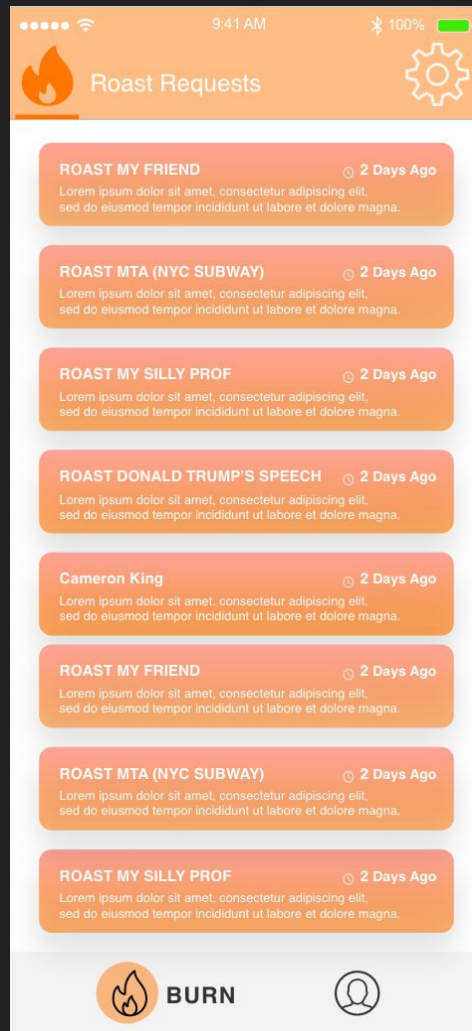 9:41 AM
100%
Roast Requests
ROAST MY FRIEND 2 Days Ago
Lorem ipsum dolor sit amet, consectetur adipiscing elit,
sed do eiusmod tempor incididunt ut labore et dolore magna.
ROAST MTA (NYC SUBWAY) 2 Days Ago
Lorem ipsum dolor sit amet, consectetur adipiscing elit,
sed do eiusmod tempor incididunt ut labore et dolore magna.
ROAST MY SILLY PROF 2 Days Ago
Lorem ipsum dolor sit amet, consectetur adipiscing elit,
sed do eiusmod tempor incididunt ut labore et dolore magna.
ROAST DONALD TRUMP'S SPEECH 2 Days Ago
Lorem ipsum dolor sit amet, consectetur adipiscing elit,
sed do eiusmod tempor incididunt ut labore et dolore magna.
Cameron King 2 Days Ago
Lorem ipsum dolor sit amet, consectetur adipiscing elit,
sed do eiusmod tempor incididunt ut labore et dolore magna.
ROAST MY FRIEND 2 Days Ago
Lorem ipsum dolor sit amet, consectetur adipiscing elit,
sed do eiusmod tempor incididunt ut labore et dolore magna.
ROAST MTA (NYC SUBWAY) 2 Days Ago
Lorem ipsum dolor sit amet, consectetur adipiscing elit,
sed do eiusmod tempor incididunt ut labore et dolore magna.
ROAST MY SILLY PROF 2 Days Ago
Lorem ipsum dolor sit amet, consectetur adipiscing elit,
sed do eiusmod tempor incididunt ut labore et dolore magna.
BURN